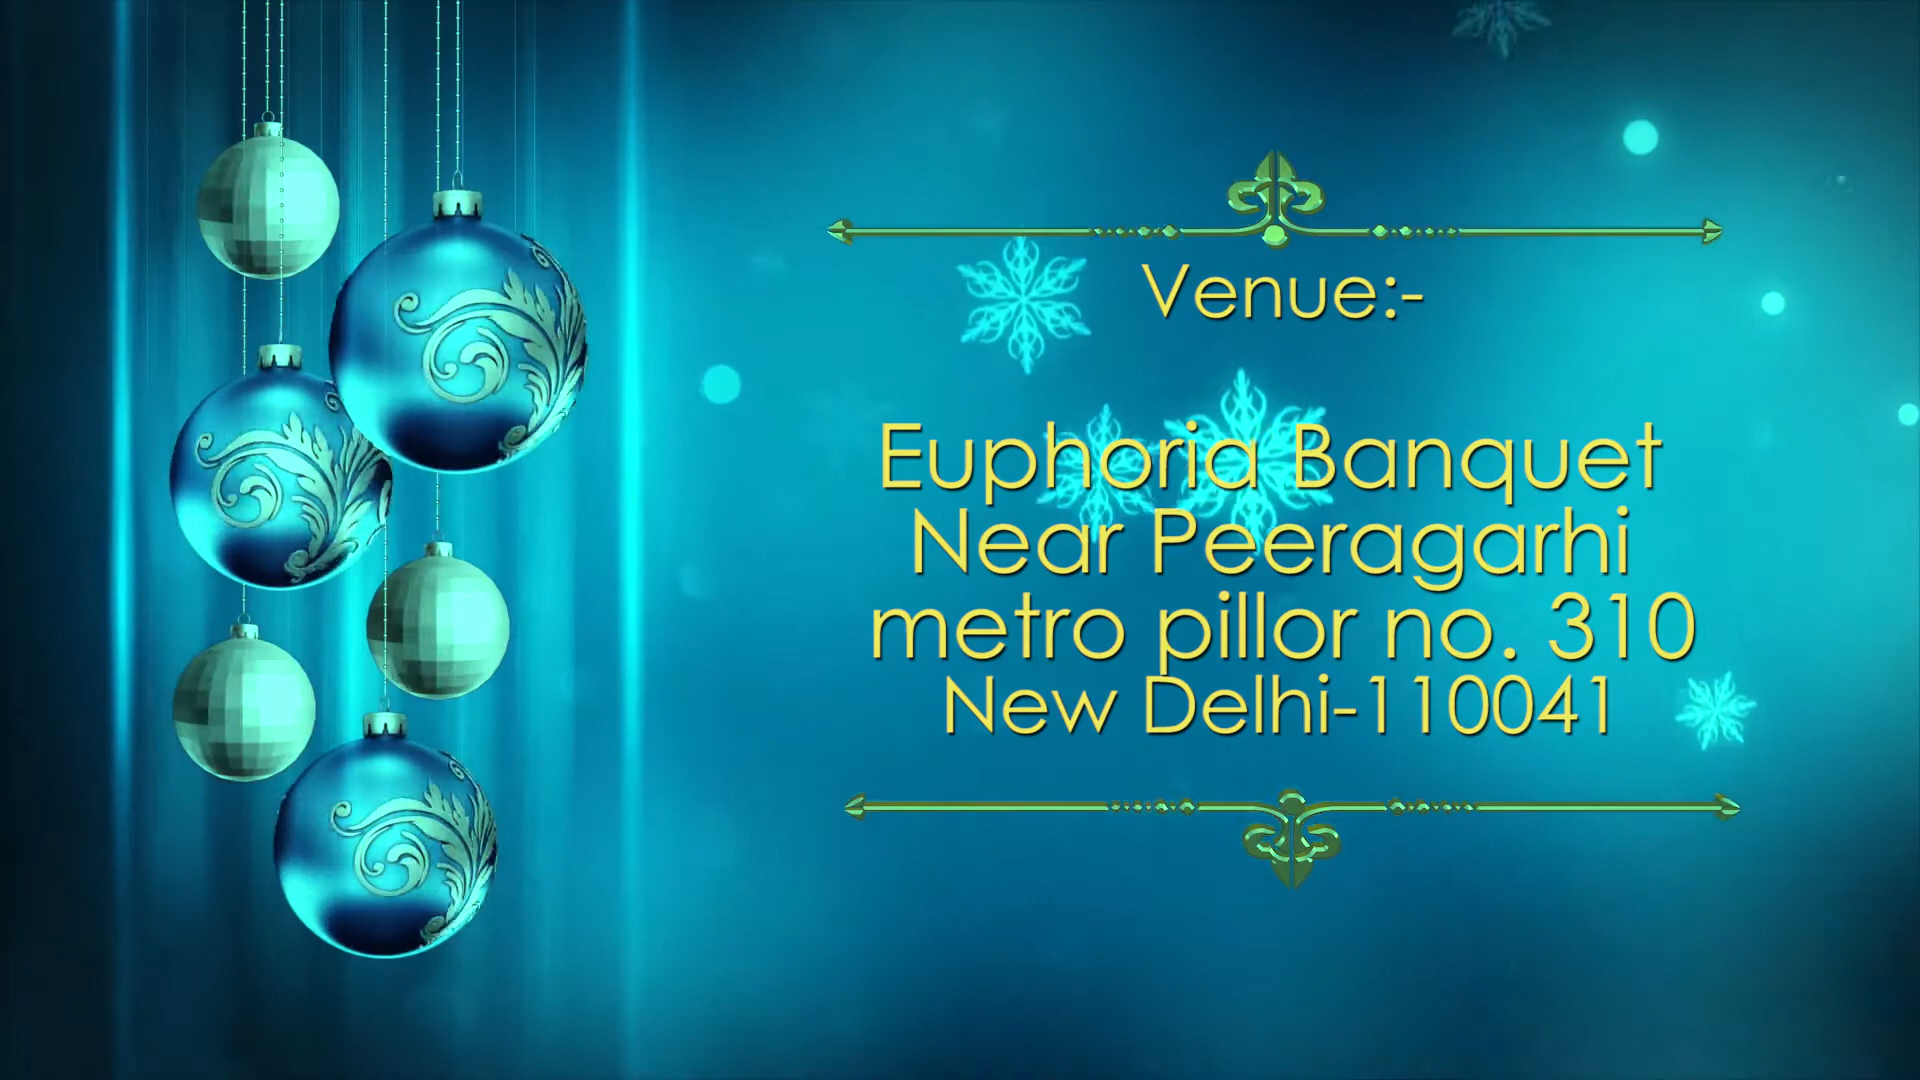 Venue:-
Euphoria Banquet
Near Peeragarhi
metro pillor no. 310
New Delhi-110041